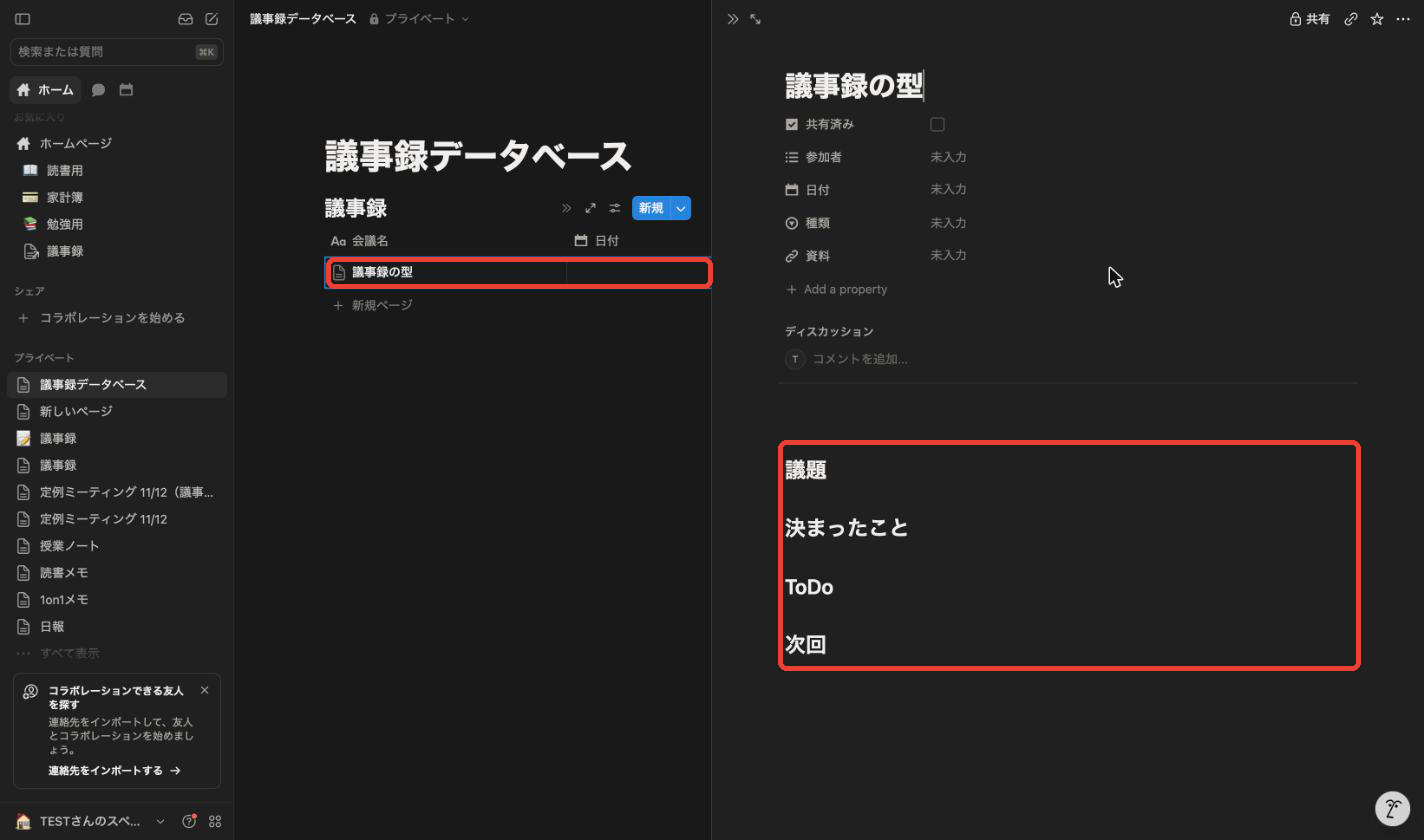 検索または質問 ⌘K
ホーム
お気に入り
ホームページ
読書用
家計簿
勉強用
議事録
シェア
コラボレーションを始める
プライベート
議事録データベース
新しいページ
議事録
議事録
定例ミーティング 11/12（議事...
定例ミーティング 11/12
授業ノート
読書メモ
1on1メモ
日報
すべて表示
コラボレーションできる友人
を探す
連絡先をインポートして、友人
とコラボレーションを始めまし
ょう。
連絡先をインポートする →
TESTさんのスペ...
議事録データベース プライベート
議事録データベース
議事録 新規
Aa 会議名 日付
議事録の型
新規ページ
共有
議事録の型
共有済み
参加者 未入力
日付 未入力
種類 未入力
資料 未入力
Add a property
ディスカッション
T コメントを追加...
議題
決まったこと
ToDo
次回